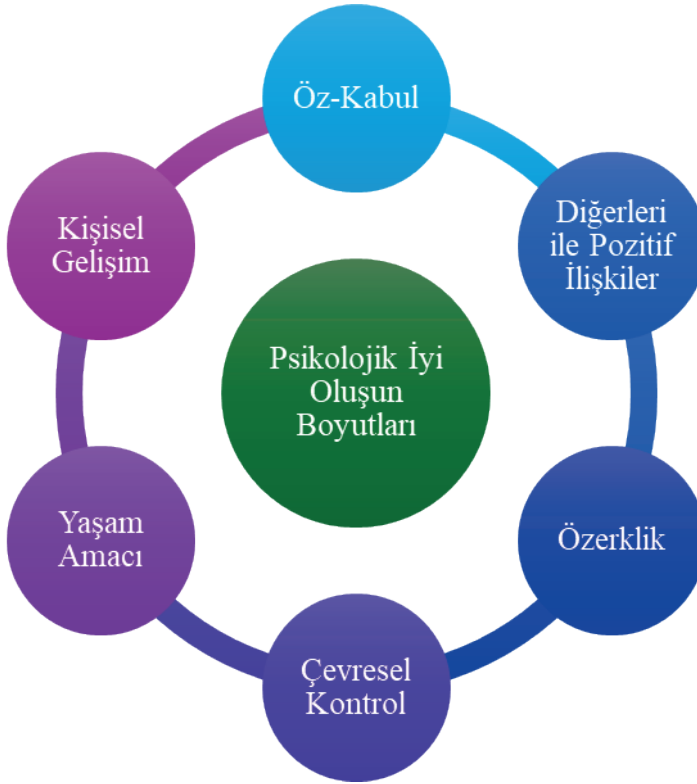 Öz-Kabul
Diğerleri
ile Pozitif
İlişkiler
Özerklik
Çevresel
Kontrol
Yaşam
Amacı
Kişisel
Gelişim
Psikolojik İyi
Oluşun
Boyutları